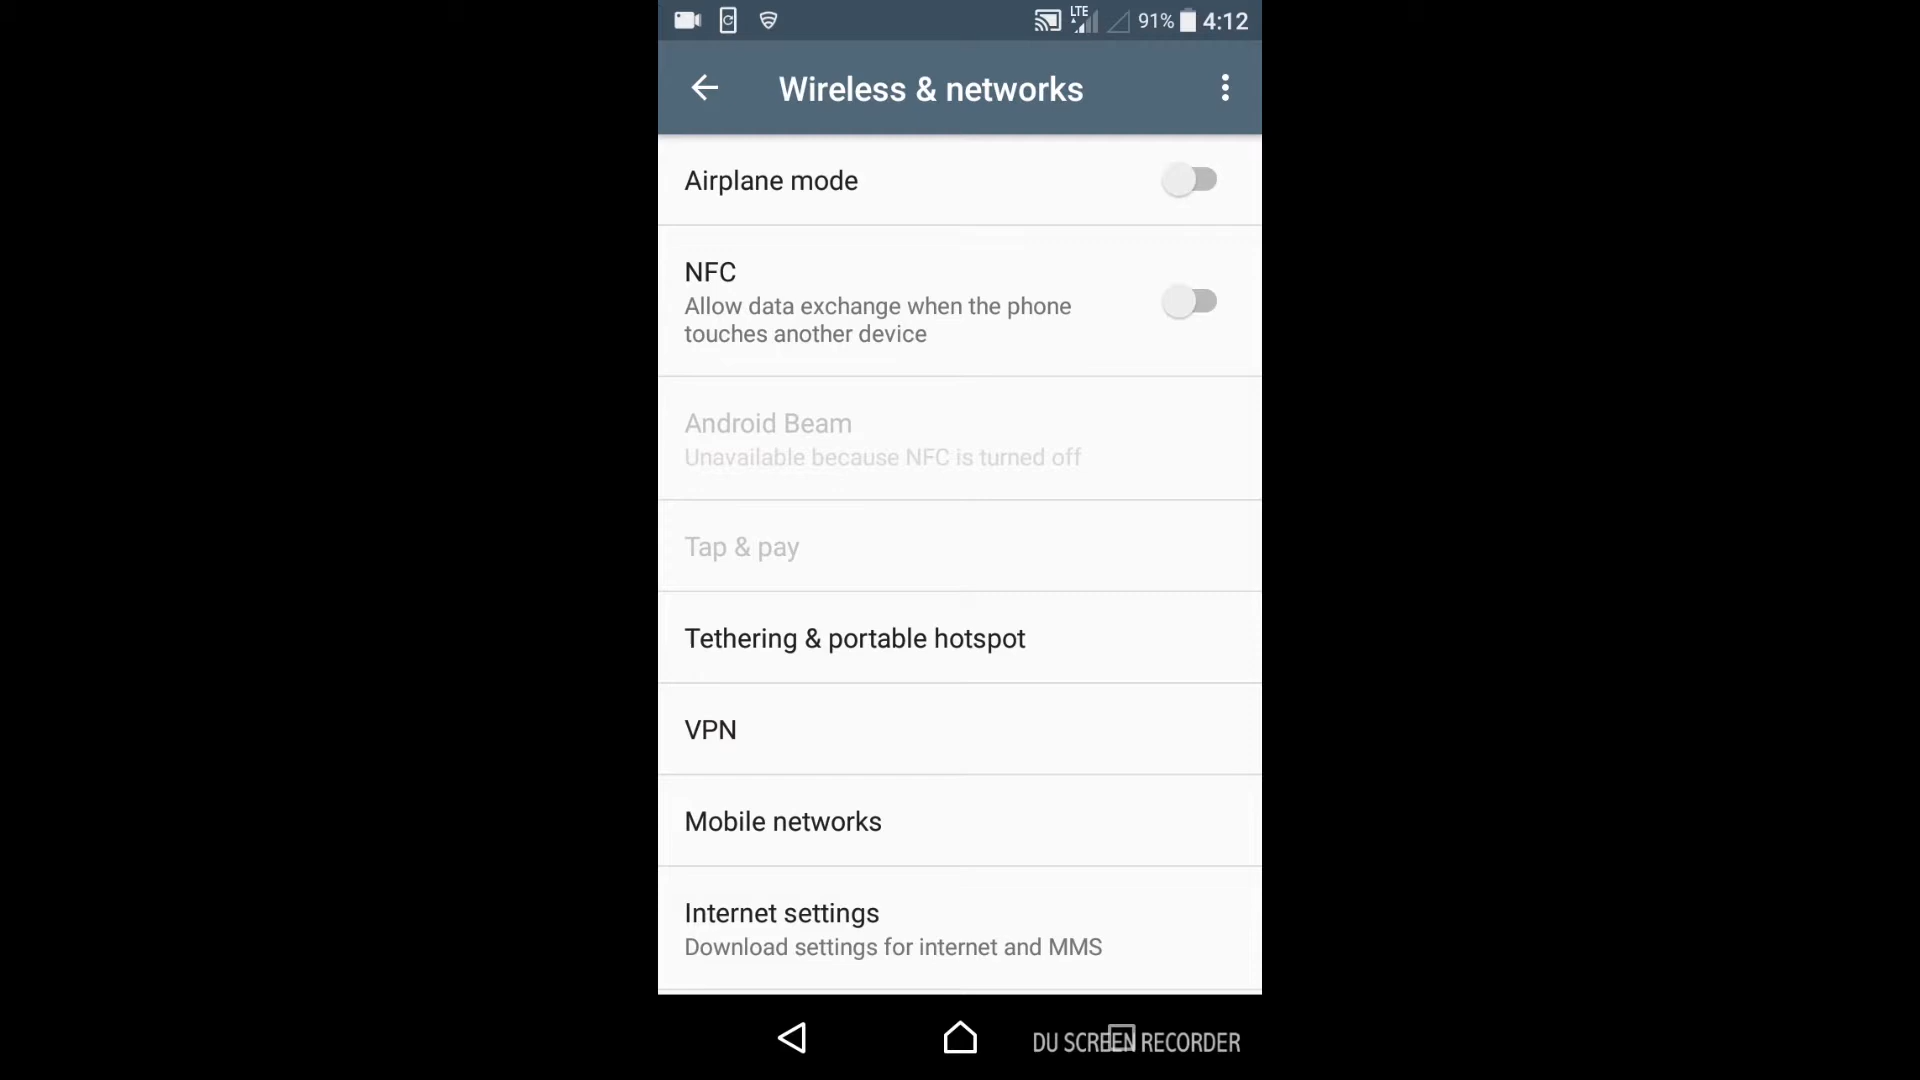 LTE 91% 4:12
Wireless & networks
Airplane mode
NFC
Allow data exchange when the phone
touches another device
Android Beam
Unavailable because NFC is turned off
Tap & pay
Tethering & portable hotspot
VPN
Mobile networks
Internet settings
Download settings for internet and MMS
DU SCREEN RECORDER